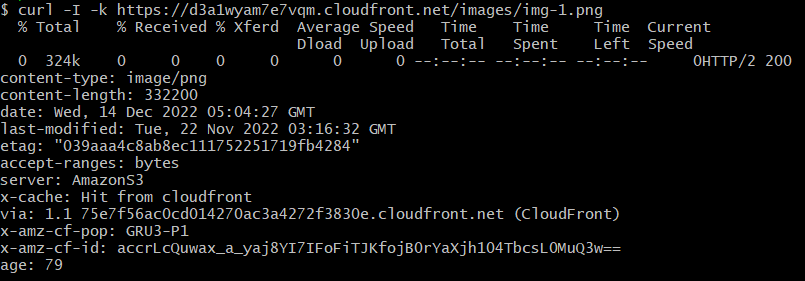 $ curl -I -k https://d3a1wyam7e7vqm.cloudfront.net/images/img-1.png
% Total % Received % Xferd Average Speed Time Time Time Current
Dload Upload Total Spent Left Speed
0 324k 0 0 0 0 0 0 --:--:-- --:--:-- --:--:-- 0HTTP/2 200
content-type: image/png
content-length: 332200
date: Wed, 14 Dec 2022 05:04:27 GMT
last-modified: Tue, 22 Nov 2022 03:16:32 GMT
etag: "039aaa4c8ab8ec111752251719fb4284"
accept-ranges: bytes
server: AmazonS3
x-cache: Hit from cloudfront
via: 1.1 75e7f56ac0cd014270ac3a4272f3830e.cloudfront.net (CloudFront)
x-amz-cf-pop: GRU3-P1
x-amz-cf-id: accrLcQuwax_a_yaj8YI7IFoFiTJKfojB0rYaXjh1O4TbcsLOMuQ3w==
age: 79